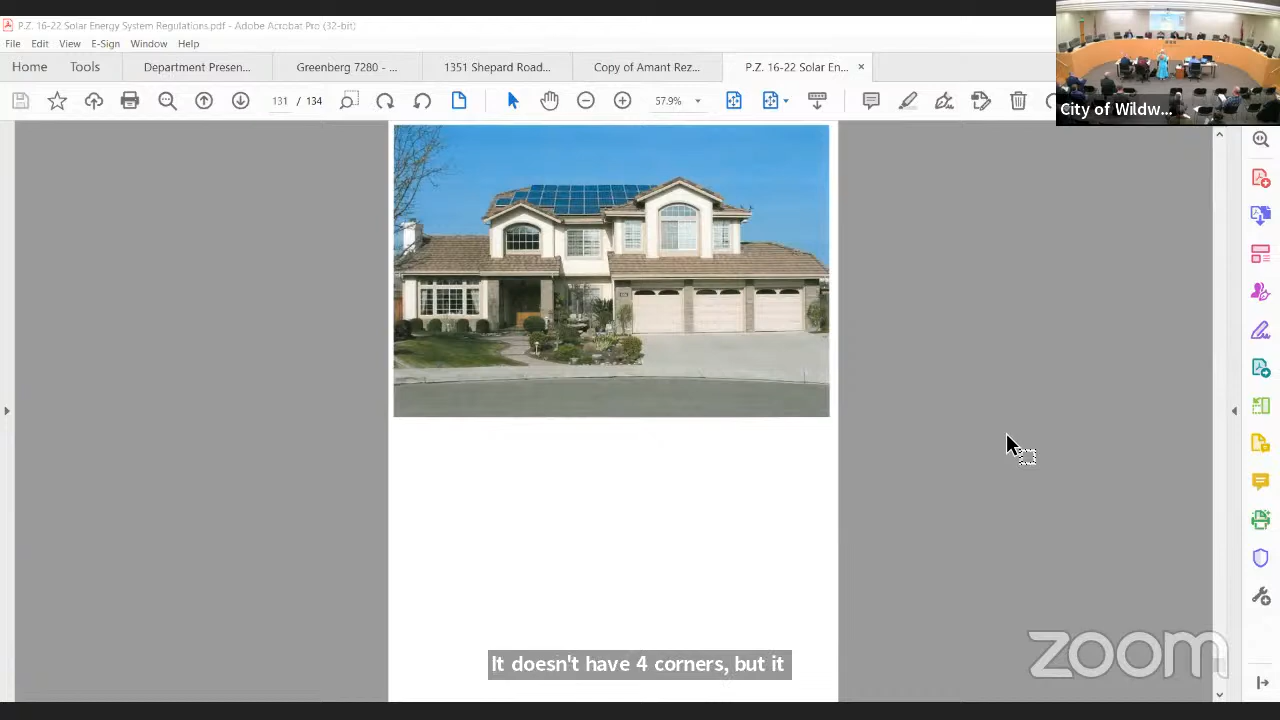 P.Z. 16-22 Solar Energy System Regulations.pdf - Adobe Acrobat Pro (32-bit)
File Edit View E-Sign Window Help
Home Tools Department Presen... Greenberg 7280 - ... 1351 Shepard Road... Copy of Amant Rez... P.Z. 16-22 Solar En... ×
131 / 134 57.9%
City of Wildw...
It doesn't have 4 corners, but it
zoom